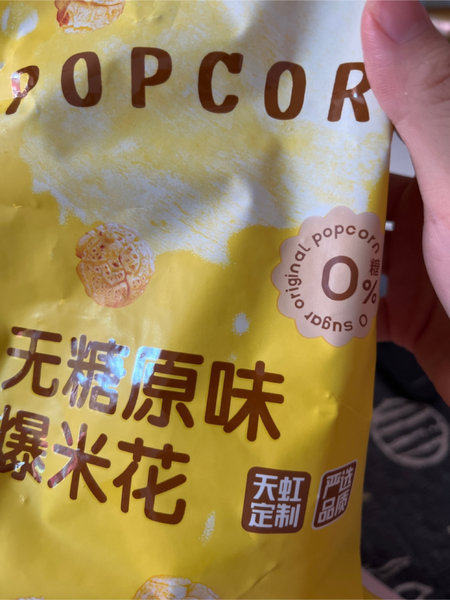 POPCOR
original popcorn
0%糖
0 sugar
无糖原味
爆米花
天虹
定制
严选
品质